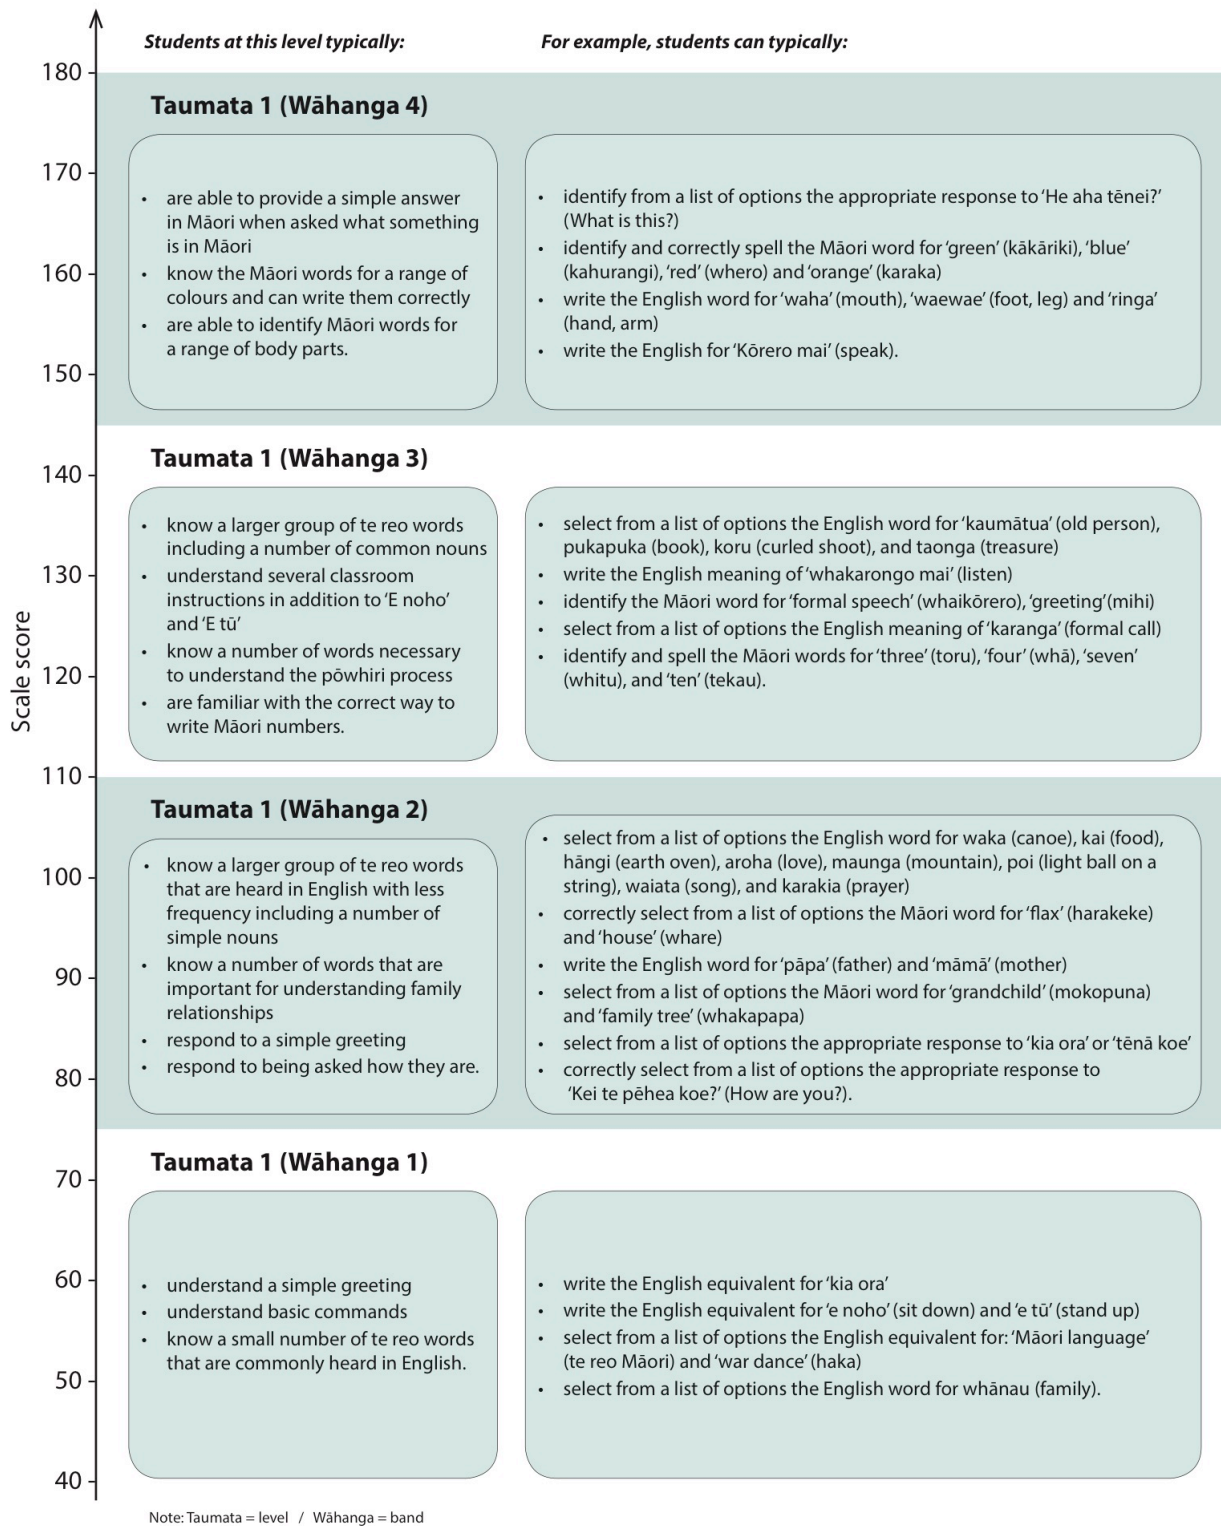 Students at this level typically:
For example, students can typically:
180
170
160
150
140
130
120
110
100
90
80
70
60
50
40
Scale score
Taumata 1 (Wāhanga 4)
• are able to provide a simple answer
in Māori when asked what something
is in Māori
• know the Māori words for a range of
colours and can write them correctly
• are able to identify Māori words for
a range of body parts.
• identify from a list of options the appropriate response to ‘He aha tēnei?’
(What is this?)
• identify and correctly spell the Māori word for ‘green’ (kākāriki), ‘blue’
(kahurangi), ‘red’ (whero) and ‘orange’ (karaka)
• write the English word for ‘waha’ (mouth), ‘waewae’ (foot, leg) and ‘ringa’
(hand, arm)
• write the English for ‘Kōrero mai’ (speak).
Taumata 1 (Wāhanga 3)
• know a larger group of te reo words
including a number of common nouns
• understand several classroom
instructions in addition to ‘E noho’
and ‘E tū’
• know a number of words necessary
to understand the pōwhiri process
• are familiar with the correct way to
write Māori numbers.
• select from a list of options the English word for ‘kaumātua’ (old person),
pukapuka (book), koru (curled shoot), and taonga (treasure)
• write the English meaning of ‘whakarongo mai’ (listen)
• identify the Māori word for ‘formal speech’ (whaikōrero), ‘greeting’(mihi)
• select from a list of options the English meaning of ‘karanga’ (formal call)
• identify and spell the Māori words for ‘three’ (toru), ‘four’ (whā), ‘seven’
(whitu), and ‘ten’ (tekau).
Taumata 1 (Wāhanga 2)
• know a larger group of te reo words
that are heard in English with less
frequency including a number of
simple nouns
• know a number of words that are
important for understanding family
relationships
• respond to a simple greeting
• respond to being asked how they are.
• select from a list of options the English word for waka (canoe), kai (food),
hāngi (earth oven), aroha (love), maunga (mountain), poi (light ball on a
string), waiata (song), and karakia (prayer)
• correctly select from a list of options the Māori word for ‘flax’ (harakeke)
and ‘house’ (whare)
• write the English word for ‘pāpa’ (father) and ‘māmā’ (mother)
• select from a list of options the Māori word for ‘grandchild’ (mokopuna)
and ‘family tree’ (whakapapa)
• select from a list of options the appropriate response to ‘kia ora’ or ‘tēnā koe’
• correctly select from a list of options the appropriate response to
‘Kei te pēhea koe?’ (How are you?).
Taumata 1 (Wāhanga 1)
• understand a simple greeting
• understand basic commands
• know a small number of te reo words
that are commonly heard in English.
• write the English equivalent for ‘kia ora’
• write the English equivalent for ‘e noho’ (sit down) and ‘e tū’ (stand up)
• select from a list of options the English equivalent for: ‘Māori language’
(te reo Māori) and ‘war dance’ (haka)
• select from a list of options the English word for whānau (family).
Note: Taumata = level / Wāhanga = band